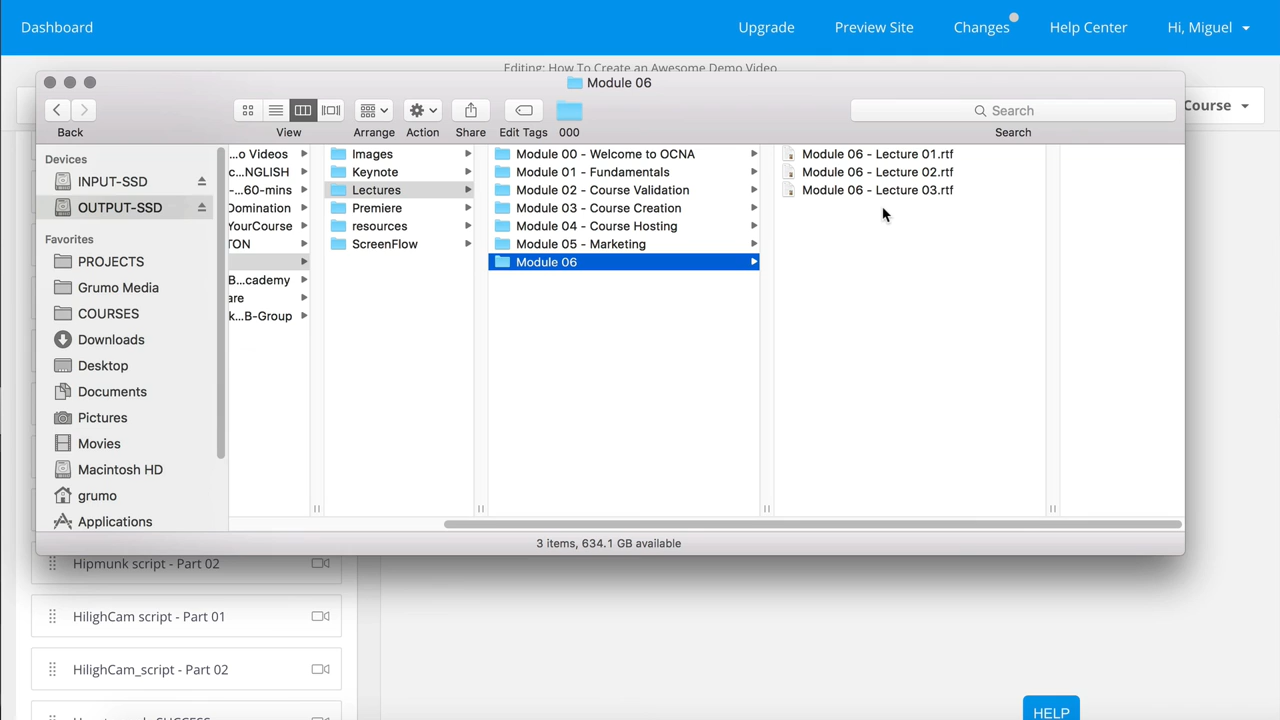 Dashboard
Upgrade
Preview Site
Changes
Help Center
Hi, Miguel
Editing: How To Create an Awesome Demo Video
Course
Module 06
Back
View
Arrange
Action
Share
Edit Tags
000
Search
Search
Devices
INPUT-SSD
OUTPUT-SSD
Favorites
PROJECTS
Grumo Media
COURSES
Downloads
Desktop
Documents
Pictures
Movies
Macintosh HD
grumo
Applications
...o Videos
...NGLISH
-...60-mins
Domination
YourCourse
TON
B...cademy
are
k...B-Group
Images
Keynote
Lectures
Premiere
resources
ScreenFlow
Module 00 - Welcome to OCNA
Module 01 - Fundamentals
Module 02 - Course Validation
Module 03 - Course Creation
Module 04 - Course Hosting
Module 05 - Marketing
Module 06
Module 06 - Lecture 01.rtf
Module 06 - Lecture 02.rtf
Module 06 - Lecture 03.rtf
3 items, 634.1 GB available
Hipmunk script - Part 02
HilighCam script - Part 01
HilighCam_script - Part 02
HELP